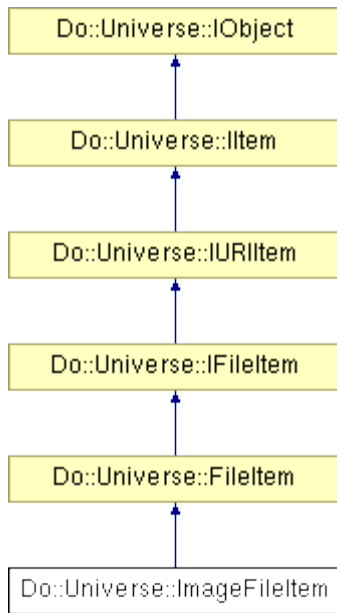 Do::Universe::IObject
Do::Universe::IItem
Do::Universe::IURIItem
Do::Universe::IFileItem
Do::Universe::FileItem
Do::Universe::ImageFileItem